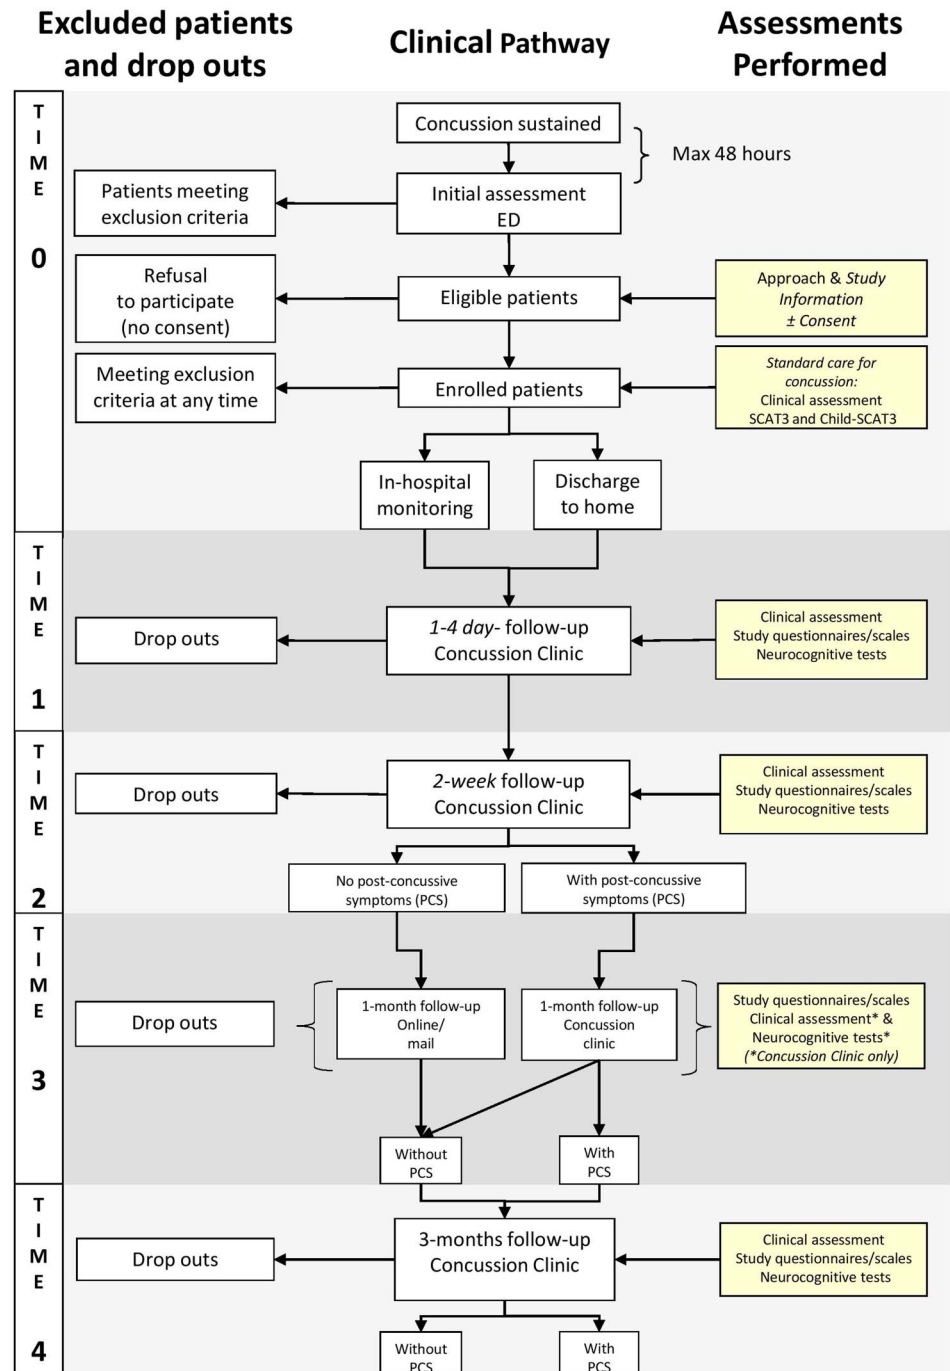 Excluded patients
and drop outs
Clinical Pathway
Assessments
Performed
T
I
M
E
0
Concussion sustained
Max 48 hours
Patients meeting
exclusion criteria
Initial assessment
ED
Refusal
to participate
(no consent)
Eligible patients
Approach & Study
Information
± Consent
Meeting exclusion
criteria at any time
Enrolled patients
Standard care for
concussion:
Clinical assessment
SCAT3 and Child-SCAT3
In-hospital
monitoring
Discharge
to home
T
I
M
E
1
Drop outs
1-4 day- follow-up
Concussion Clinic
Clinical assessment
Study questionnaires/scales
Neurocognitive tests
T
I
M
E
2
Drop outs
2-week follow-up
Concussion Clinic
Clinical assessment
Study questionnaires/scales
Neurocognitive tests
No post-concussive
symptoms (PCS)
With post-concussive
symptoms (PCS)
T
I
M
E
3
Drop outs
1-month follow-up
Online/
mail
1-month follow-up
Concussion
clinic
Study questionnaires/scales
Clinical assessment* &
Neurocognitive tests*
(*Concussion Clinic only)
Without
PCS
With
PCS
T
I
M
E
4
Drop outs
3-months follow-up
Concussion Clinic
Clinical assessment
Study questionnaires/scales
Neurocognitive tests
Without
PCS
With
PCS